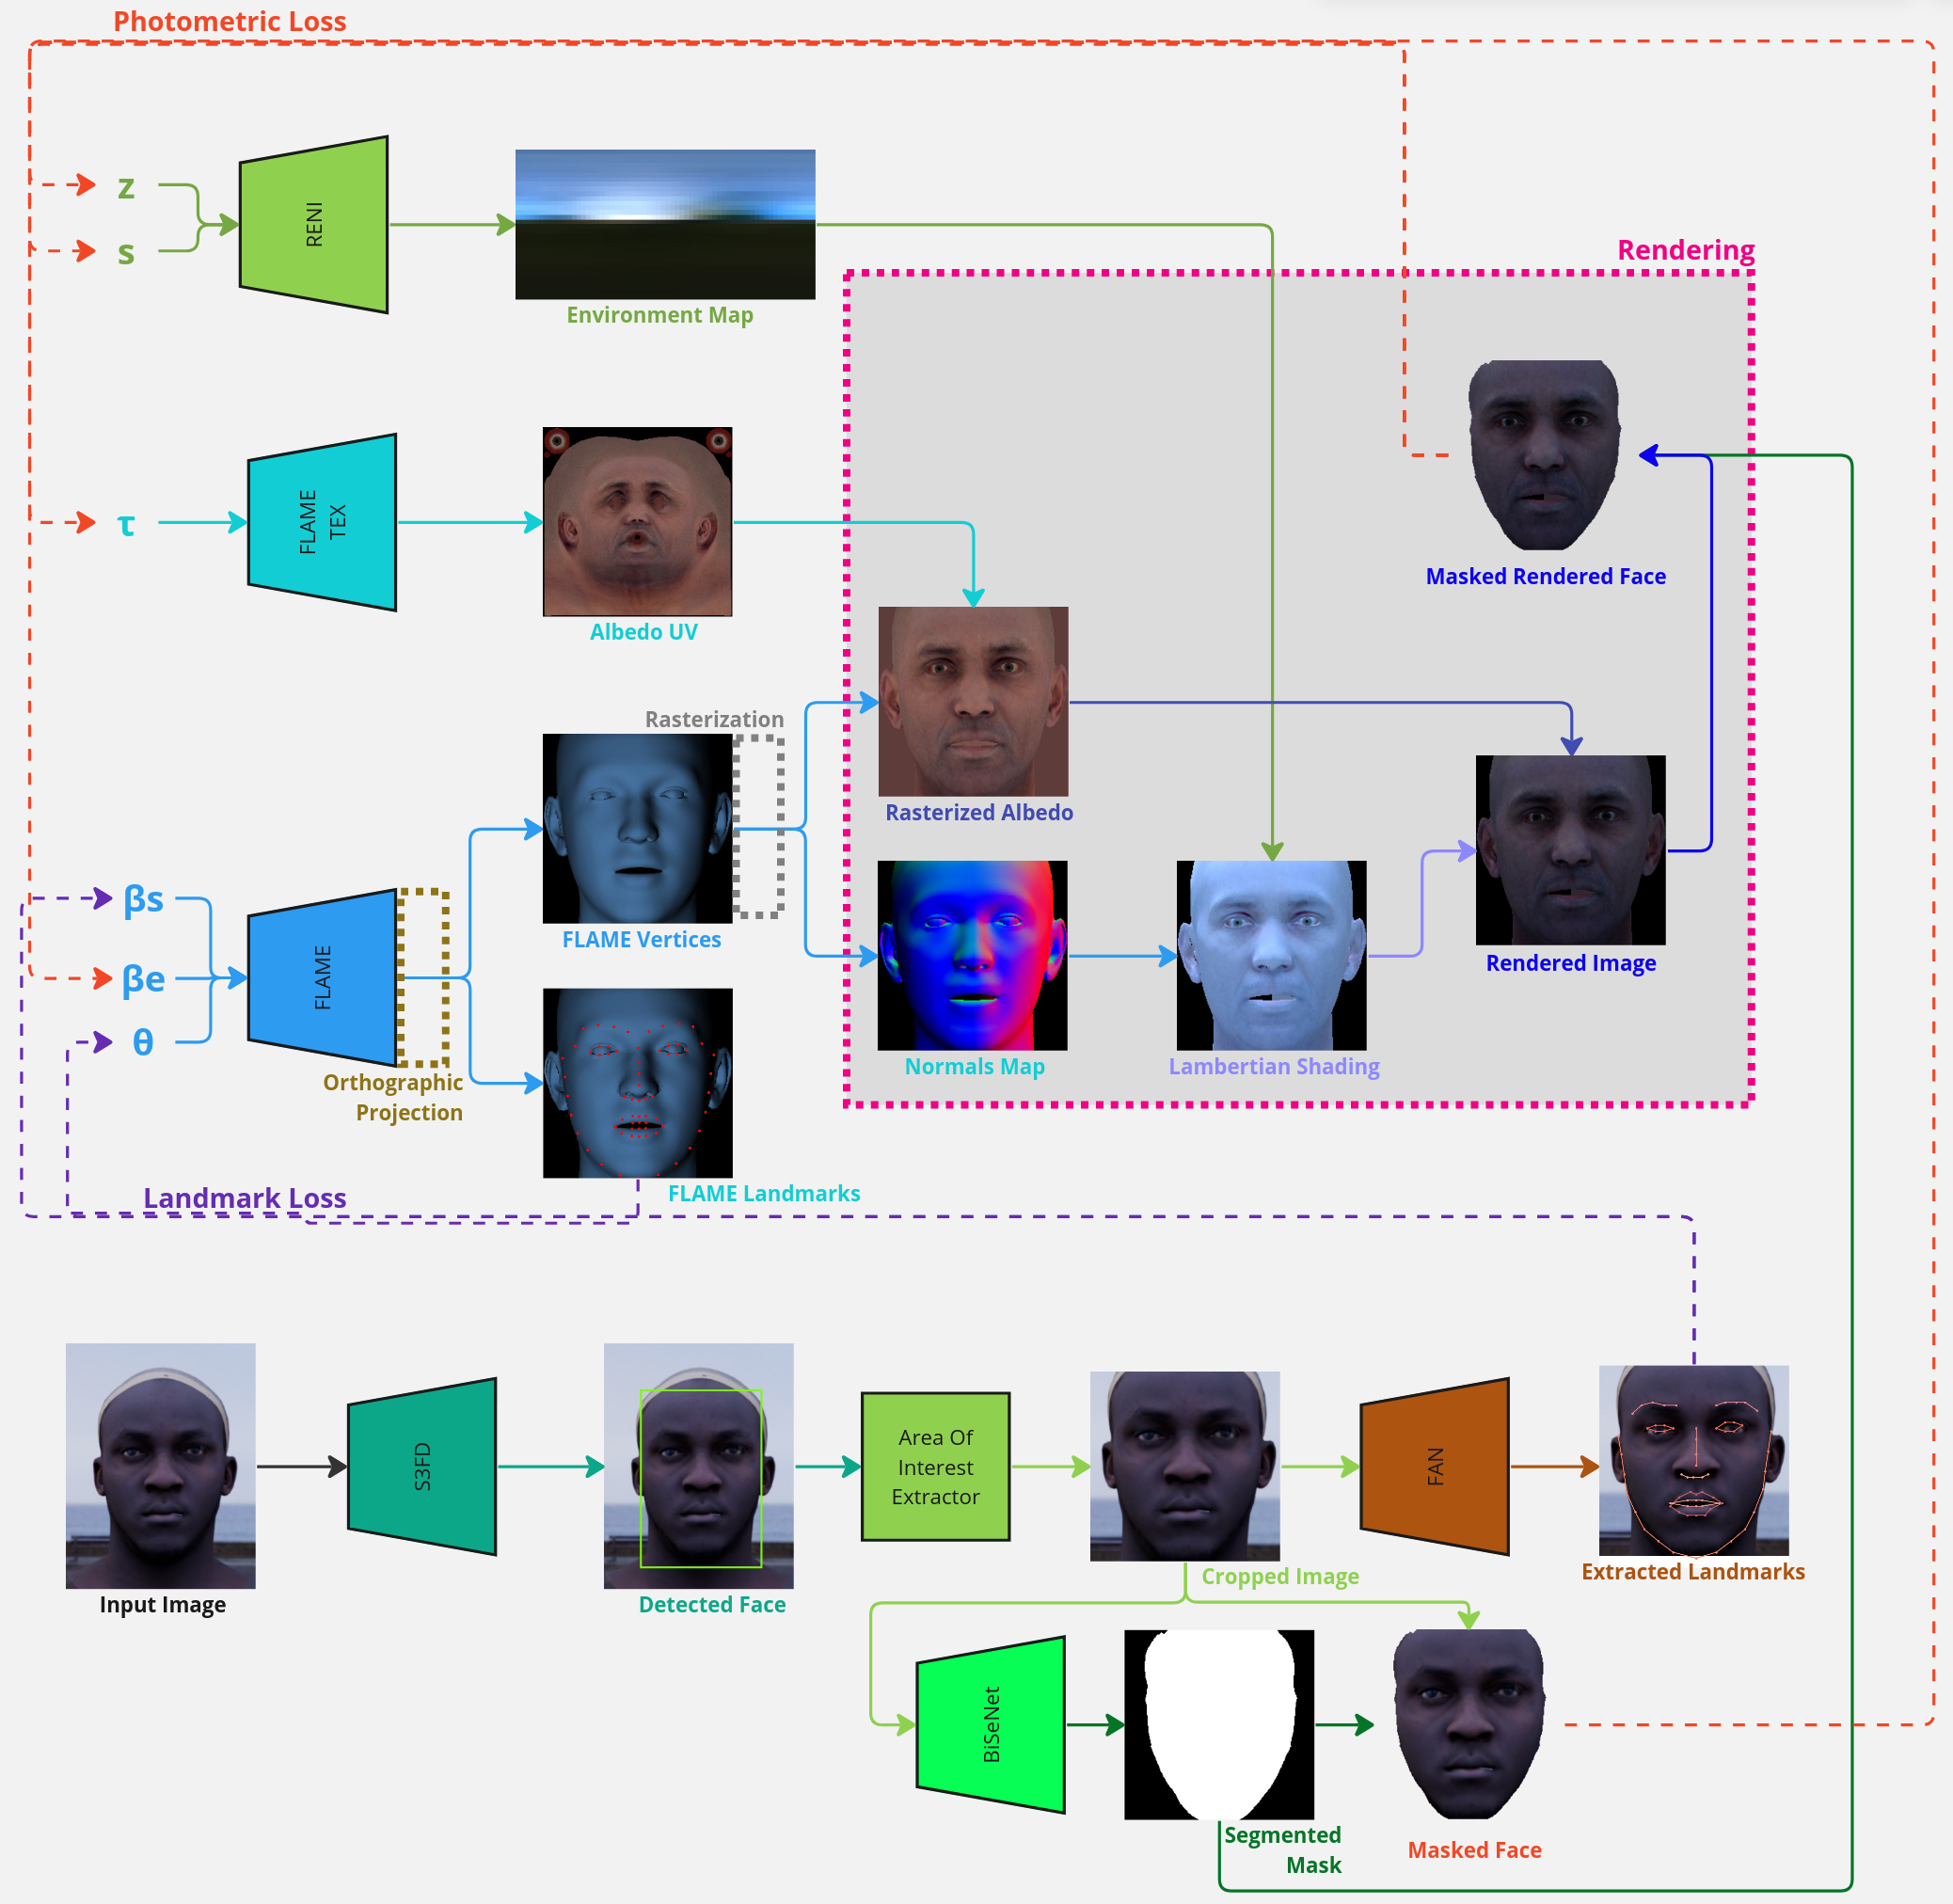 Photometric Loss
z
s
RENI
Environment Map
Rendering
τ
FLAME
TEX
Albedo UV
Masked Rendered Face
Rasterization
Rasterized Albedo
βs
βe
θ
FLAME
Orthographic
Projection
FLAME Vertices
Normals Map
Lambertian Shading
Rendered Image
Landmark Loss
FLAME Landmarks
Input Image
S3FD
Detected Face
Area Of
Interest
Extractor
Cropped Image
FAN
Extracted Landmarks
BiSeNet
Segmented
Mask
Masked Face